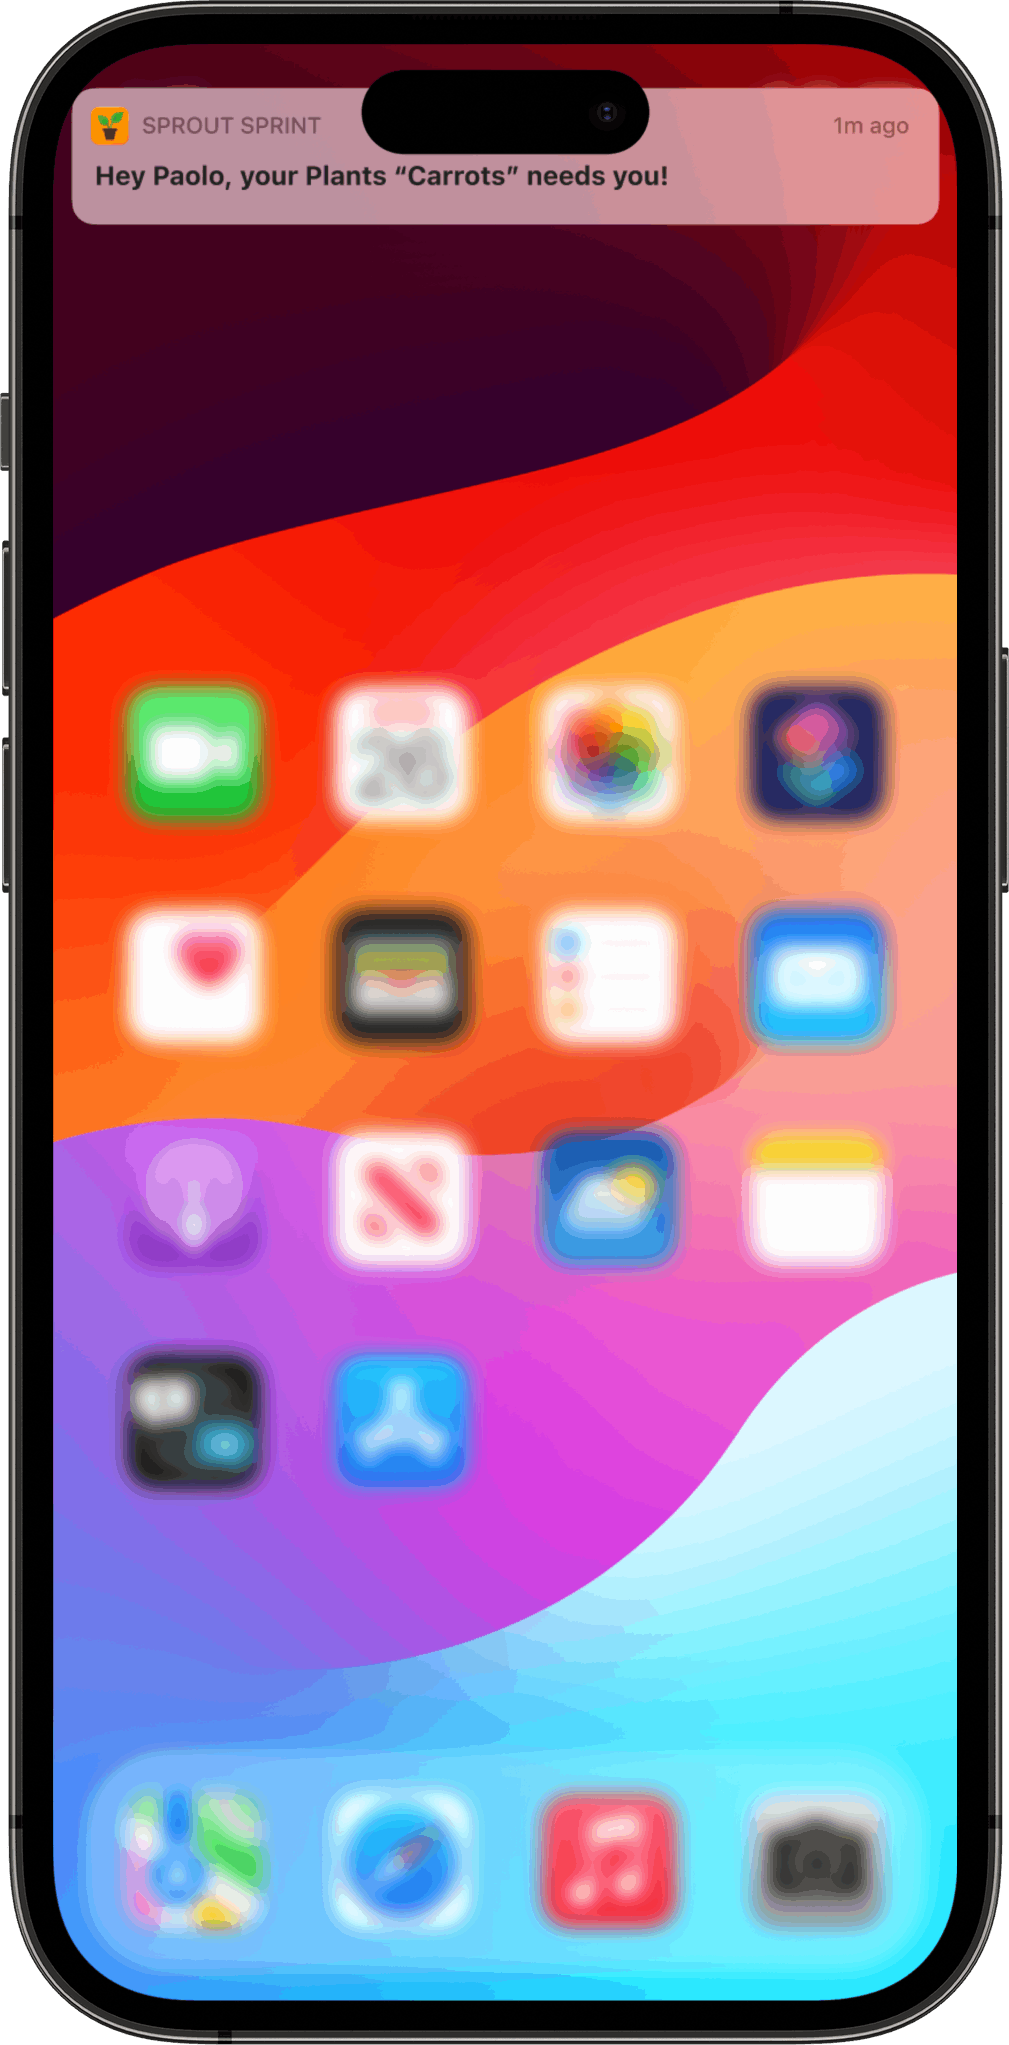 SPROUT SPRINT 1m ago
Hey Paolo, your Plants “Carrots” needs you!